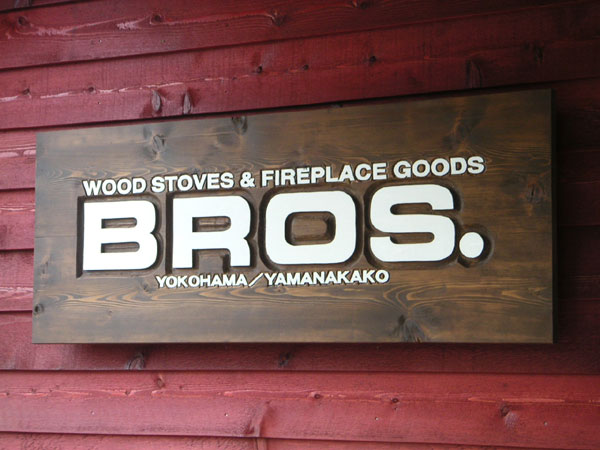 WOOD STOVES & FIREPLACE GOODS
BROS.
YOKOHAMA／YAMANAKAKO